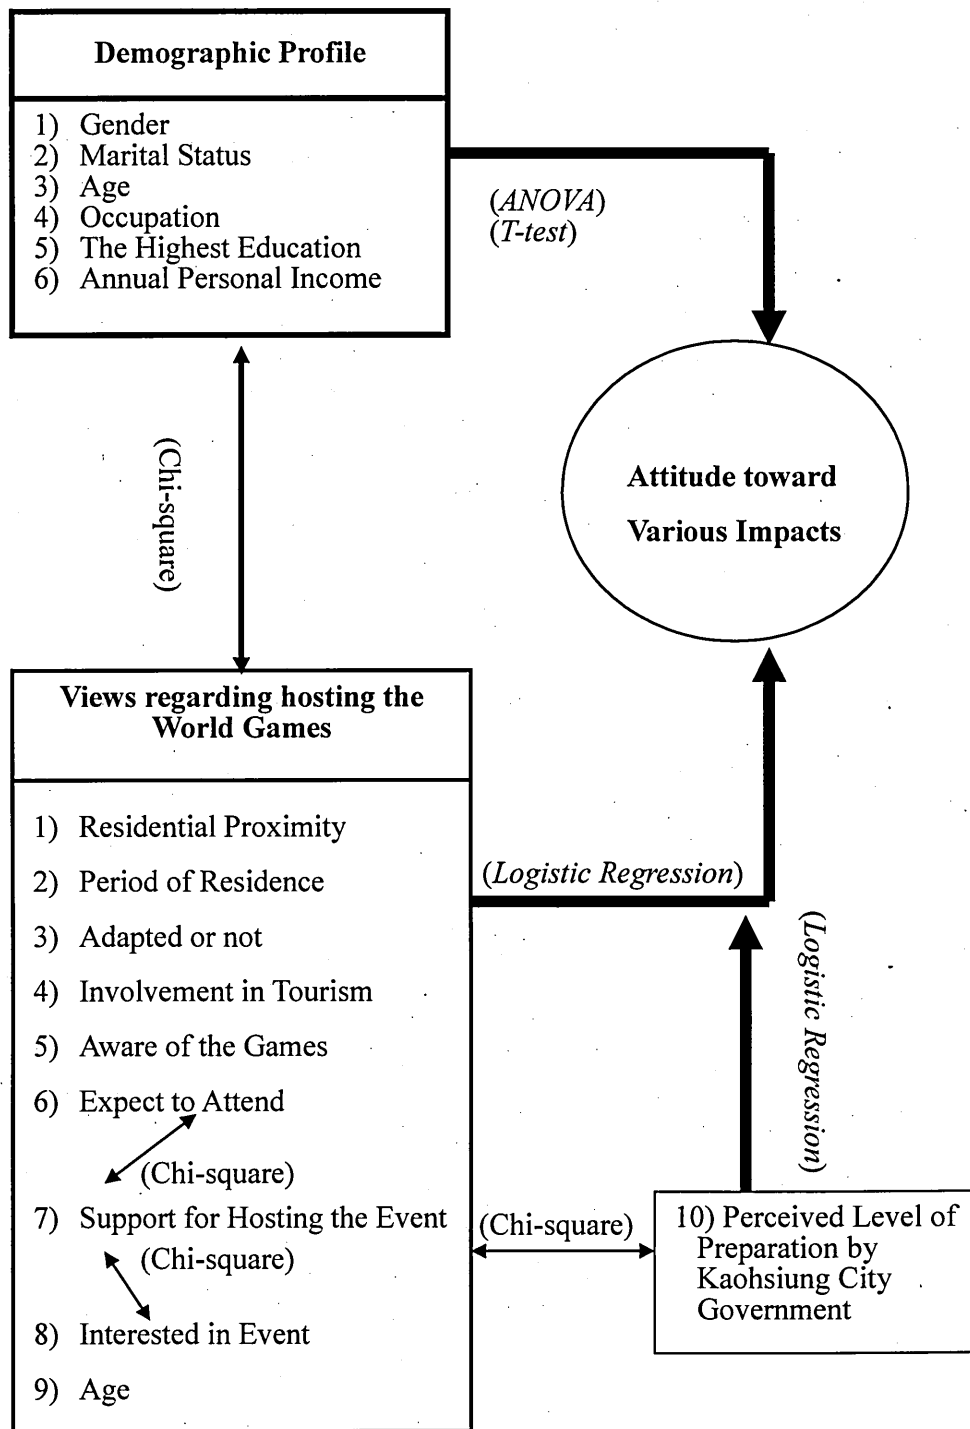 Demographic Profile
1) Gender
2) Marital Status
3) Age
4) Occupation
5) The Highest Education
6) Annual Personal Income
(ANOVA)
(T-test)
(Chi-square)
Attitude toward
Various Impacts
Views regarding hosting the
World Games
1) Residential Proximity
2) Period of Residence
3) Adapted or not
4) Involvement in Tourism
5) Aware of the Games
6) Expect to Attend
(Chi-square)
7) Support for Hosting the Event
(Chi-square)
8) Interested in Event
9) Age
(Logistic Regression)
(Logistic Regression)
(Chi-square)
10) Perceived Level of
Preparation by
Kaohsiung City
Government